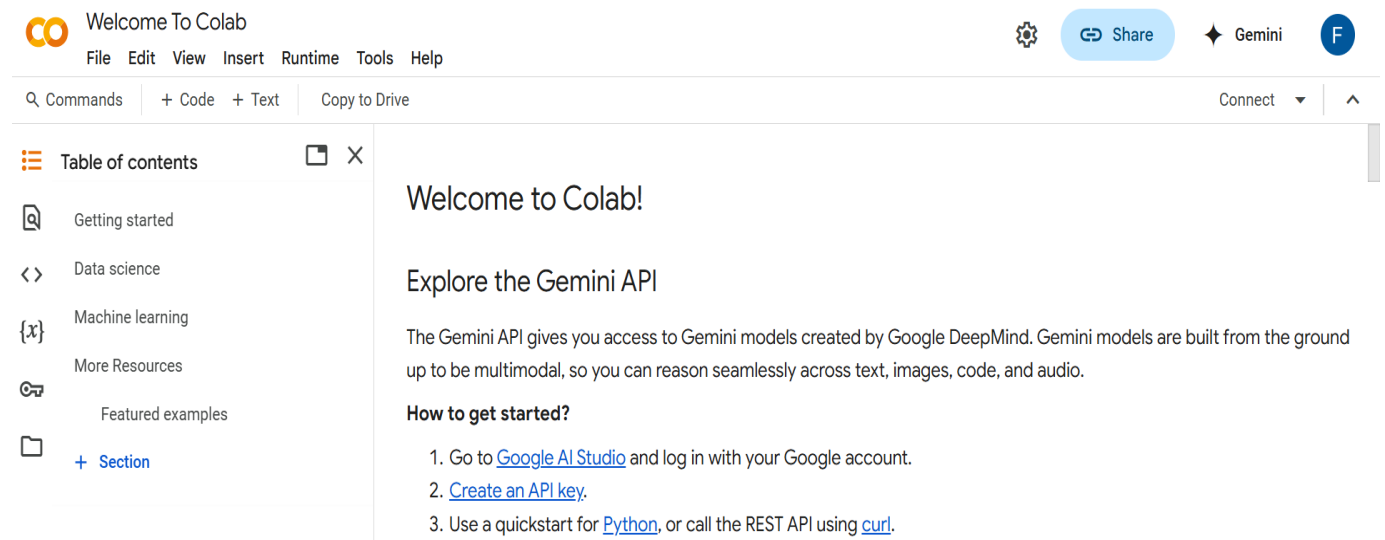 Welcome To Colab
File Edit View Insert Runtime Tools Help
Share
Gemini
F
Commands + Code + Text Copy to Drive
Connect
Table of contents
Getting started
Data science
Machine learning
More Resources
Featured examples
+ Section
{x}
Welcome to Colab!
Explore the Gemini API
The Gemini API gives you access to Gemini models created by Google DeepMind. Gemini models are built from the ground
up to be multimodal, so you can reason seamlessly across text, images, code, and audio.
How to get started?
1. Go to Google AI Studio and log in with your Google account.
2. Create an API key.
3. Use a quickstart for Python, or call the REST API using curl.